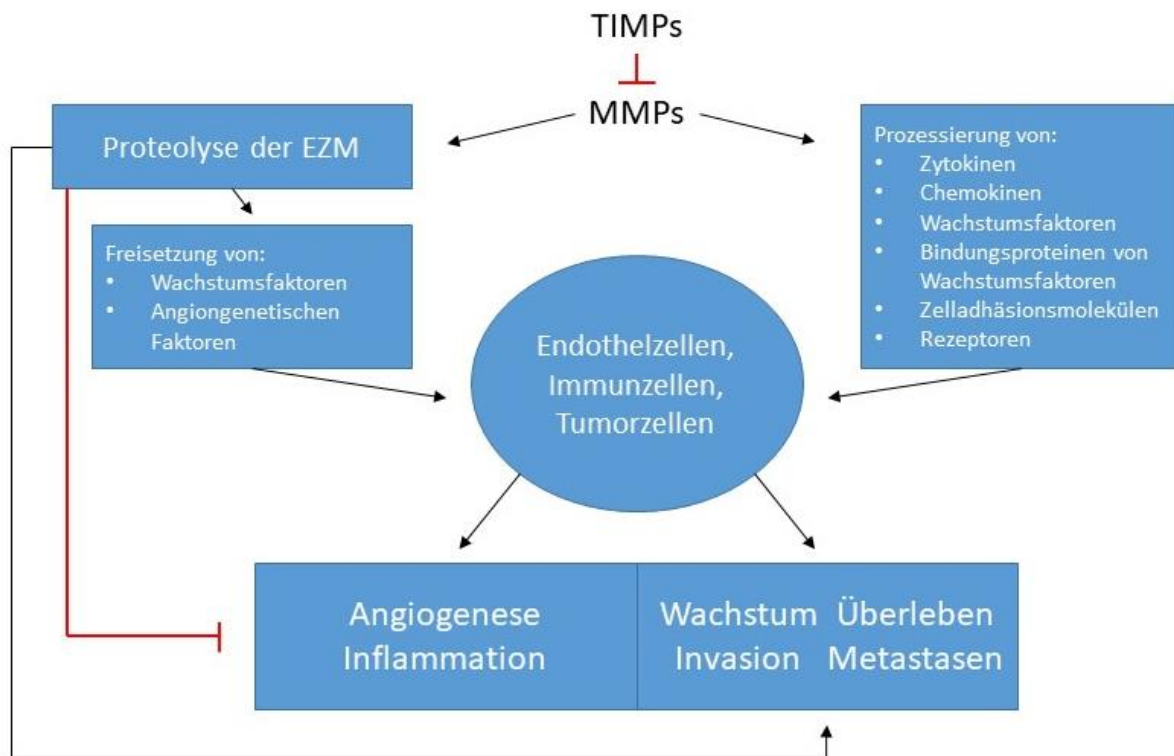 TIMPs
MMPs
Proteolyse der EZM
Freisetzung von:
• Wachstumsfaktoren
• Angiongenetischen
Faktoren
Prozessierung von:
• Zytokinen
• Chemokinen
• Wachstumsfaktoren
• Bindungsproteinen von
Wachstumsfaktoren
• Zelladhäsionsmolekülen
• Rezeptoren
Endothelzellen,
Immunzellen,
Tumorzellen
Angiogenese
Inflammation
Wachstum Überleben
Invasion Metastasen